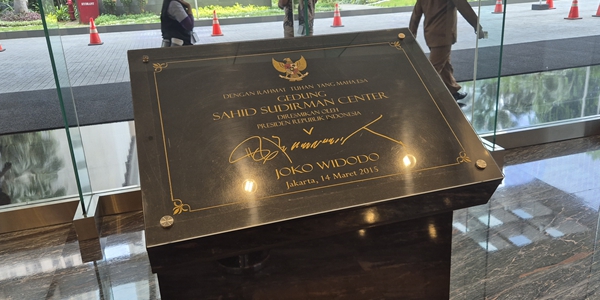 DENGAN RAHMAT TUHAN YANG MAHA ESA
GEDUNG
SAHID SUDIRMAN CENTER
DIRESMIKAN OLEH
PRESIDEN REPUBLIK INDONESIA
JOKO WIDODO
Jakarta, 14 Maret 2015